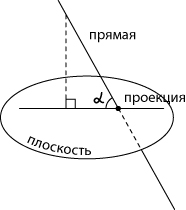 прямая
α проекция
плоскость